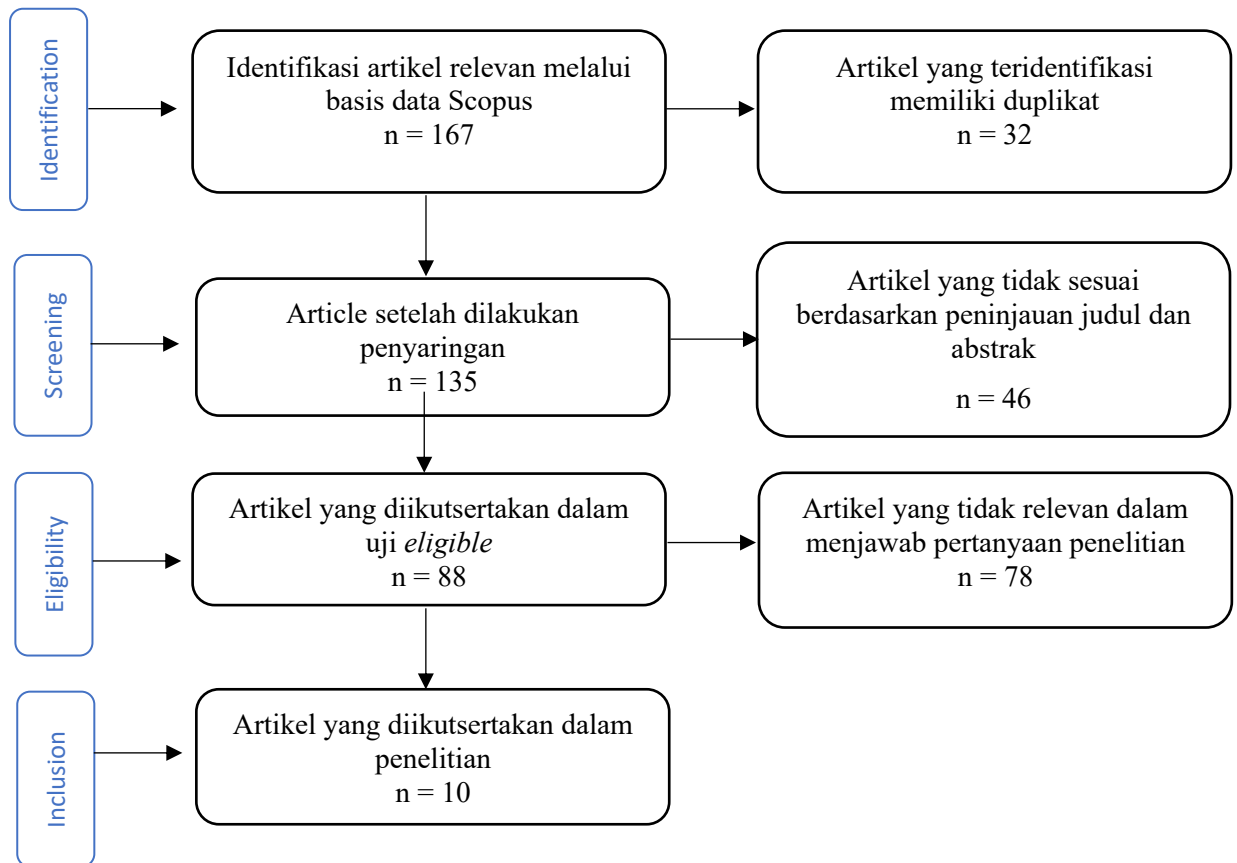 Identification
Identifikasi artikel relevan melalui
basis data Scopus
n = 167
Artikel yang teridentifikasi
memiliki duplikat
n = 32
Screening
Article setelah dilakukan
penyaringan
n = 135
Artikel yang tidak sesuai
berdasarkan peninjauan judul dan
abstrak
n = 46
Eligibility
Artikel yang diikutsertakan dalam
uji eligible
n = 88
Artikel yang tidak relevan dalam
menjawab pertanyaan penelitian
n = 78
Inclusion
Artikel yang diikutsertakan dalam
penelitian
n = 10